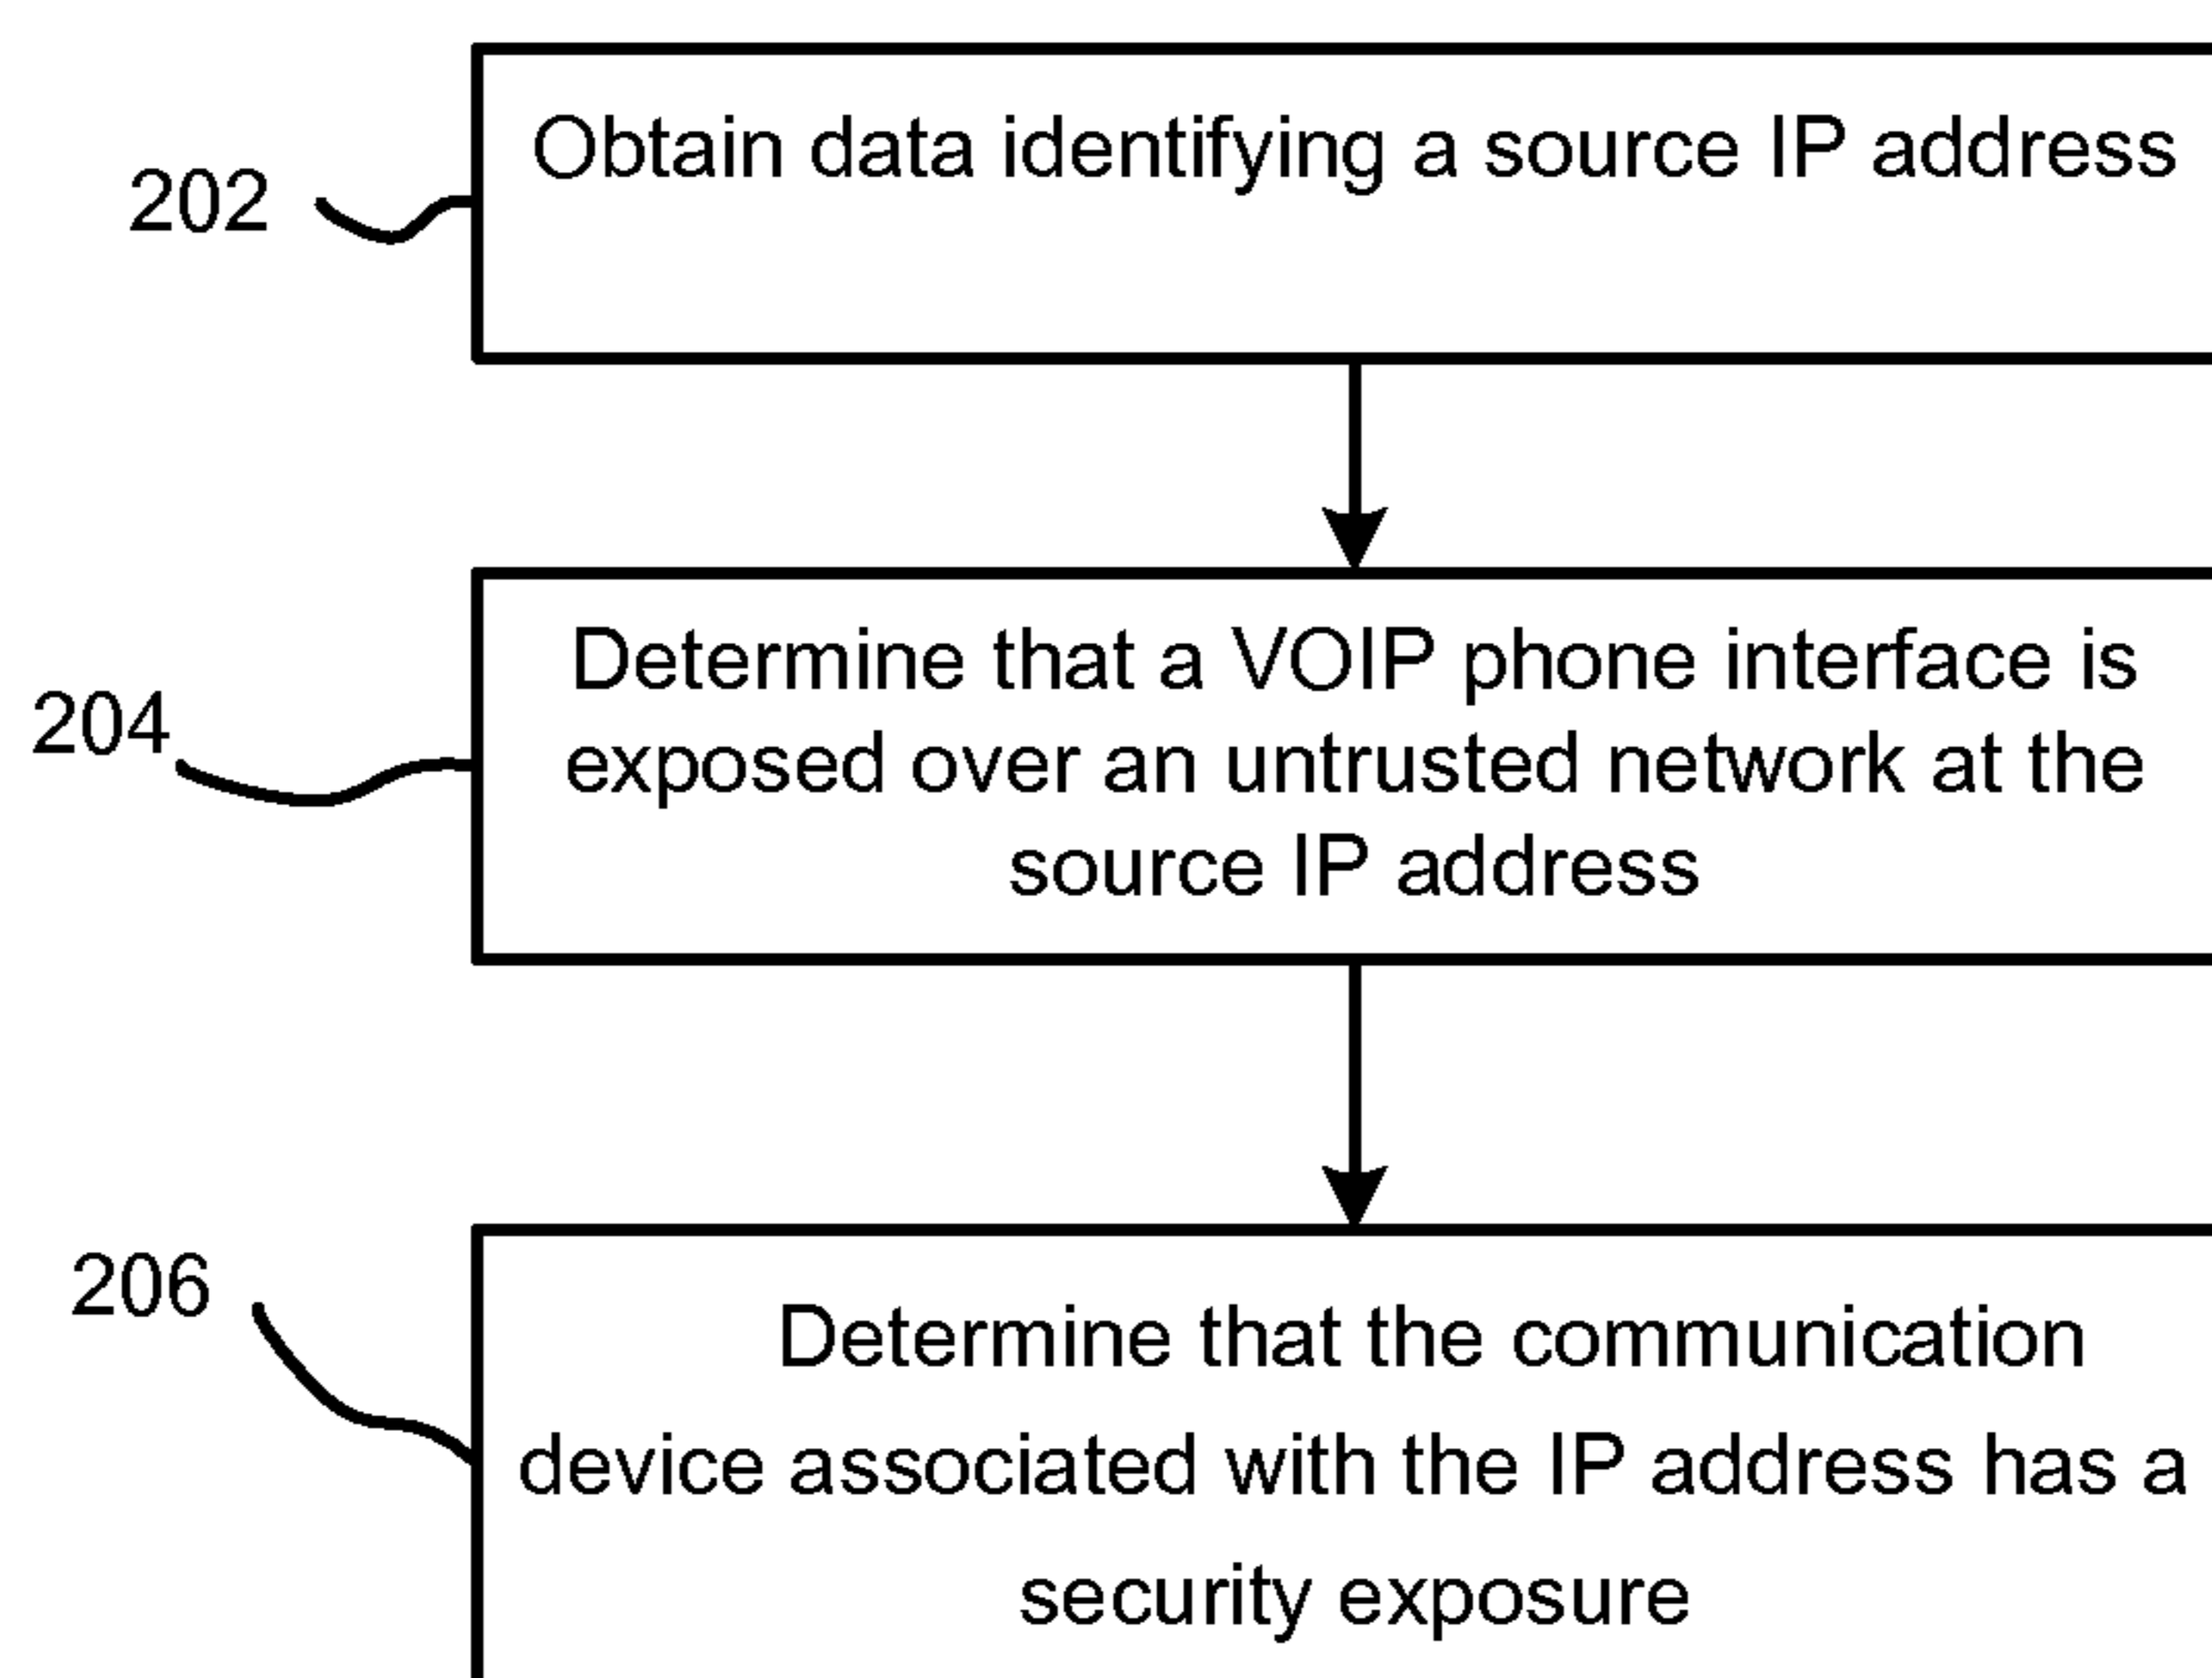 202
Obtain data identifying a source IP address
204
Determine that a VOIP phone interface is
exposed over an untrusted network at the
source IP address
206
Determine that the communication
device associated with the IP address has a
security exposure